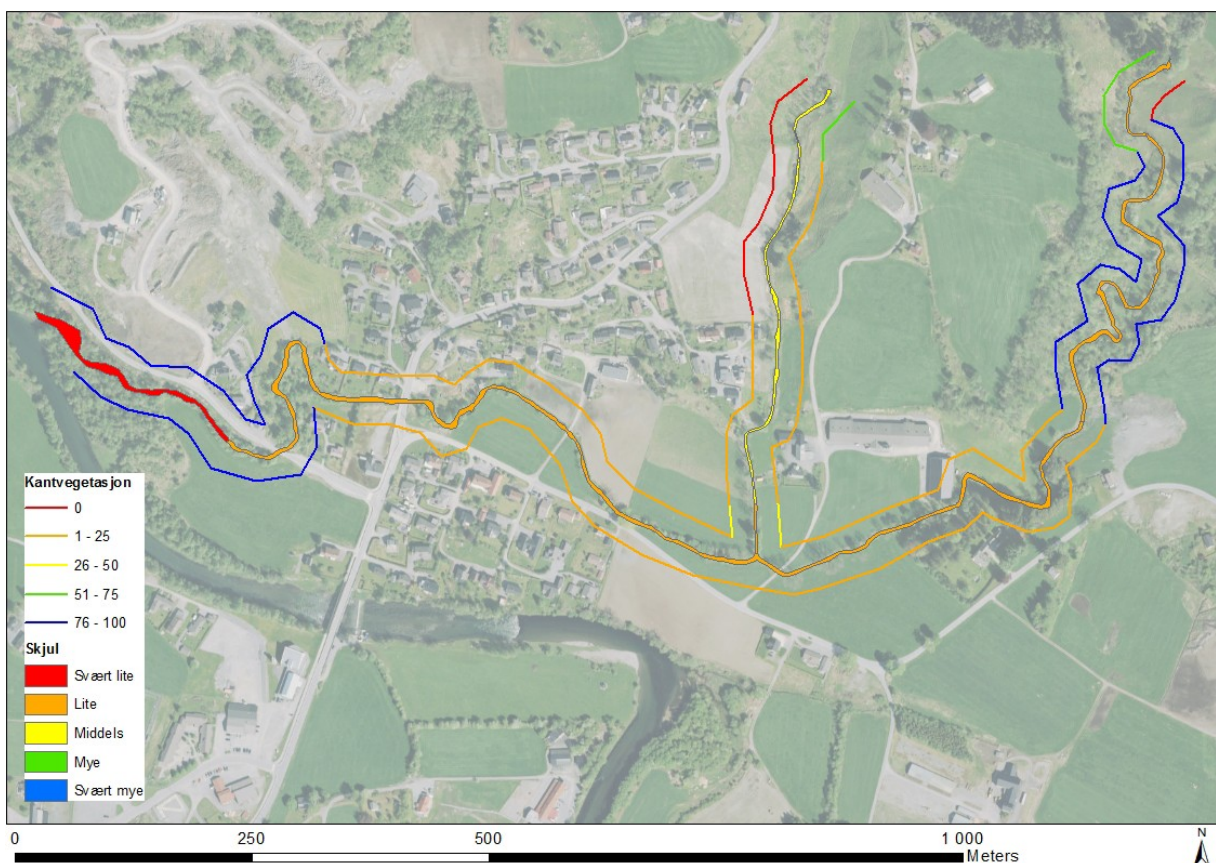 Kantvegetasjon
0
1 - 25
26 - 50
51 - 75
76 - 100
Skjul
Svært lite
Lite
Middels
Mye
Svært mye
0 250 500 1 000
Meters
N